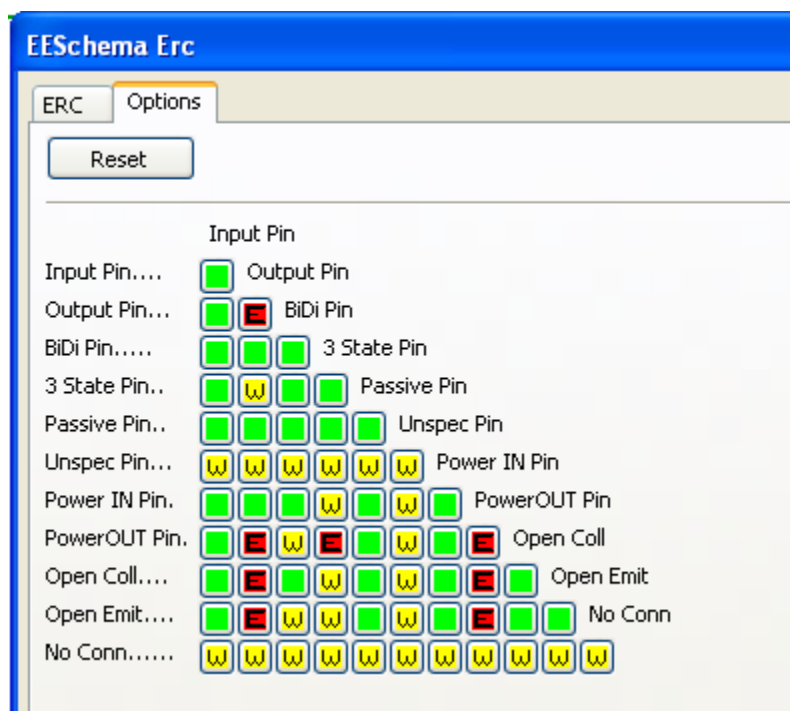 EESchema Erc
ERC Options
Reset
Input Pin
Input Pin.... Output Pin
Output Pin... E BiDi Pin
BiDi Pin..... 3 State Pin
3 State Pin.. W Passive Pin
Passive Pin.. Unspec Pin
Unspec Pin... W W W W W W Power IN Pin
Power IN Pin. W W PowerOUT Pin
PowerOUT Pin. E W E W E Open Coll
Open Coll.... E W W E Open Emit
Open Emit.... E W W W E No Conn
No Conn...... W W W W W W W W W W W